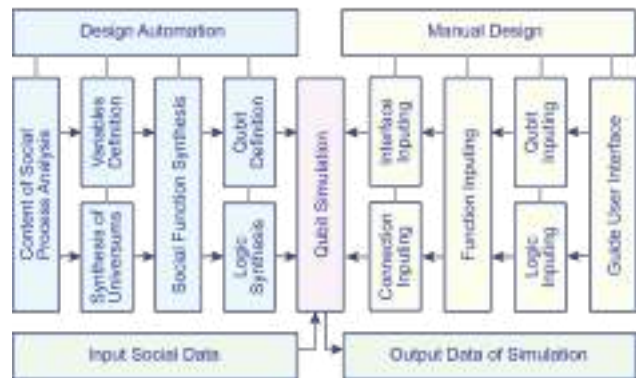 Design Automation
Manual Design
Content of Social
Process Analysis
Variables
Definition
Synthesis of
Universums
Social Function Synthesis
Qubit
Definition
Logic
Synthesis
Qubit Simulation
Interface
Inputing
Connection
Inputing
Function Inputing
Qubit
Inputing
Logic
Inputing
Guide User Interface
Input Social Data
Output Data of Simulation